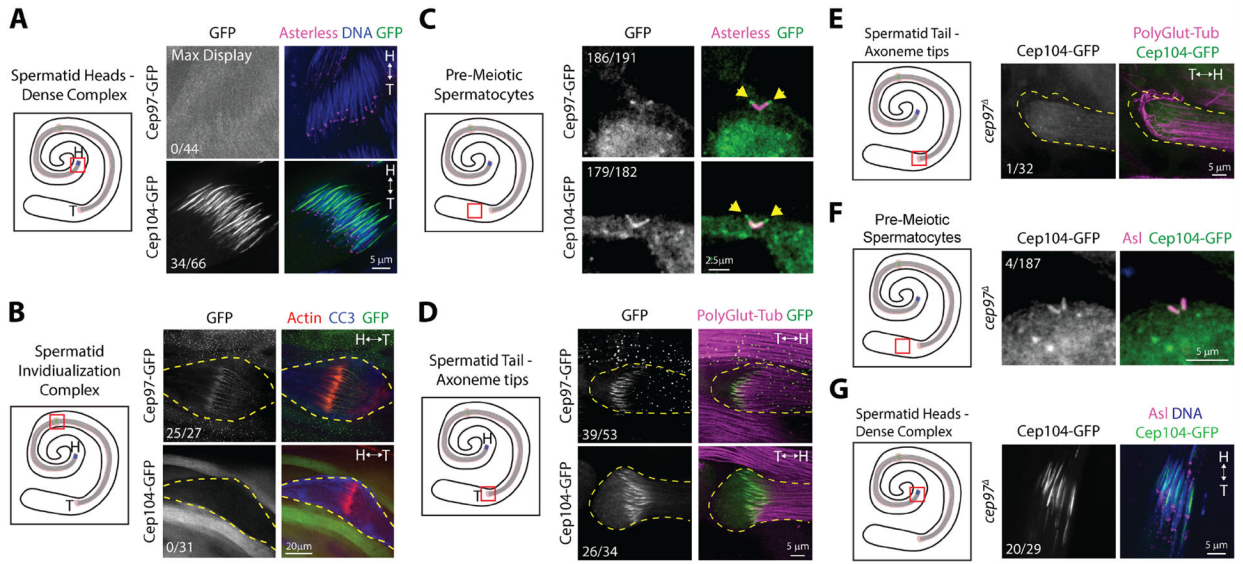 A
GFP
Asterless DNA GFP
Spermatid Heads -
Dense Complex
H
T
Cep97-GFP
Max Display
0/44
H
T
Cep104-GFP
34/66
H
T
5 µm
B
GFP
Actin CC3 GFP
Spermatid
Invidiualization
Complex
H
T
Cep97-GFP
25/27
H T
Cep104-GFP
0/31
20µm
H T
C
GFP
Asterless GFP
Pre-Meiotic
Spermatocytes
Cep97-GFP
186/191
Cep104-GFP
179/182
2.5µm
D
GFP
PolyGlut-Tub GFP
Spermatid Tail -
Axoneme tips
H
T
Cep97-GFP
39/53
T H
Cep104-GFP
26/34
T H
5 µm
E
Spermatid Tail -
Axoneme tips
Cep104-GFP
PolyGlut-Tub
Cep104-GFP
cep97Δ
1/32
T H
5 µm
F
Pre-Meiotic
Spermatocytes
Cep104-GFP
Asl Cep104-GFP
cep97Δ
4/187
5 µm
G
Spermatid Heads -
Dense Complex
Cep104-GFP
Asl DNA
Cep104-GFP
cep97Δ
20/29
H
T
5 µm